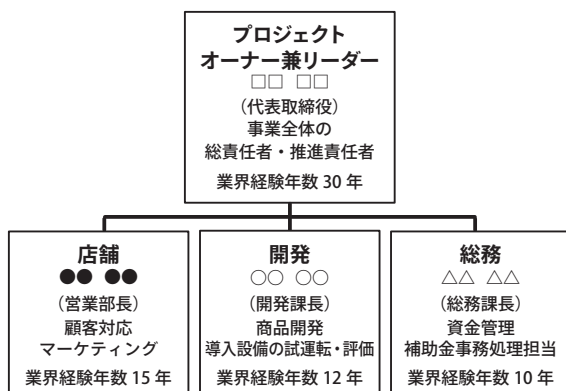 プロジェクト
オーナー兼リーダー
□□ □□
（代表取締役）
事業全体の
総責任者・推進責任者
業界経験年数 30 年
店舗
●● ●●
（営業部長）
顧客対応
マーケティング
業界経験年数 15 年
開発
○○ ○○
（開発課長）
商品開発
導入設備の試運転・評価
業界経験年数 12 年
総務
△△ △△
（総務課長）
資金管理
補助金事務処理担当
業界経験年数 10 年